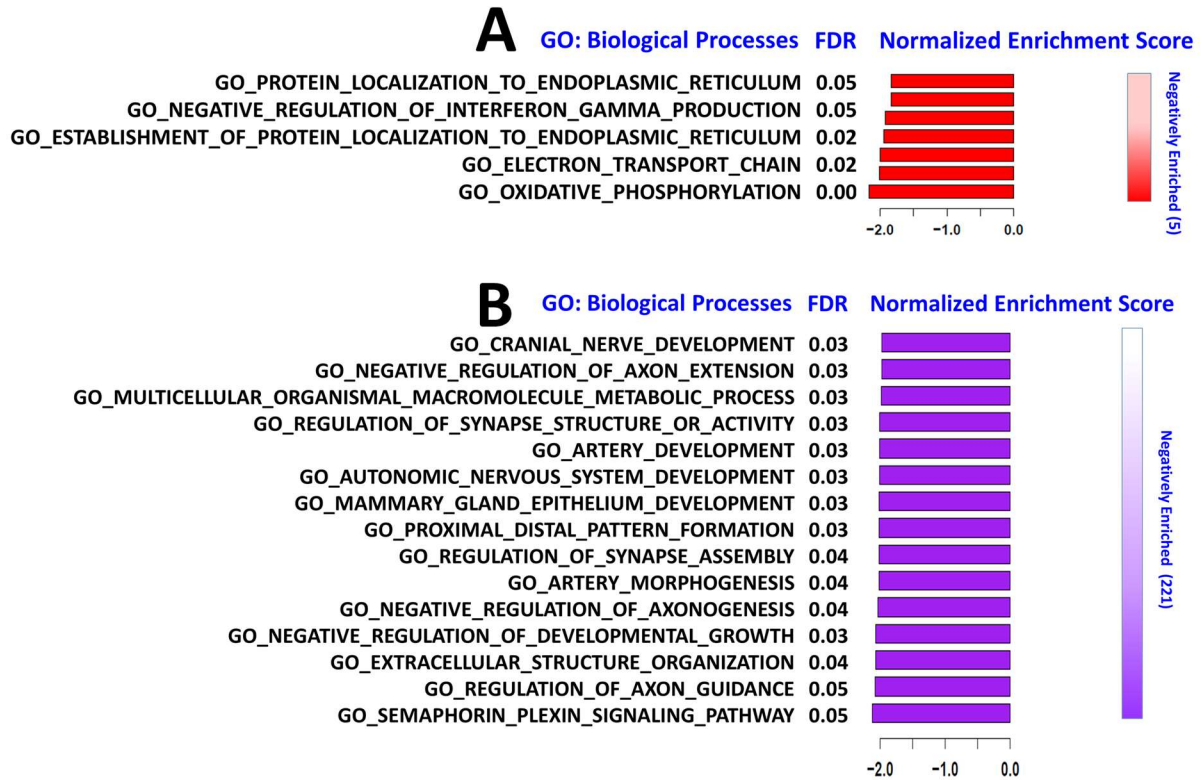 A GO: Biological Processes FDR Normalized Enrichment Score
GO_PROTEIN_LOCALIZATION_TO_ENDOPLASMIC_RETICULUM 0.05
GO_NEGATIVE_REGULATION_OF_INTERFERON_GAMMA_PRODUCTION 0.05
GO_ESTABLISHMENT_OF_PROTEIN_LOCALIZATION_TO_ENDOPLASMIC_RETICULUM 0.02
GO_ELECTRON_TRANSPORT_CHAIN 0.02
GO_OXIDATIVE_PHOSPHORYLATION 0.00
−2.0 −1.0 0.0
Negatively Enriched (5)
B GO: Biological Processes FDR Normalized Enrichment Score
GO_CRANIAL_NERVE_DEVELOPMENT 0.03
GO_NEGATIVE_REGULATION_OF_AXON_EXTENSION 0.03
GO_MULTICELLULAR_ORGANISMAL_MACROMOLECULE_METABOLIC_PROCESS 0.03
GO_REGULATION_OF_SYNAPSE_STRUCTURE_OR_ACTIVITY 0.03
GO_ARTERY_DEVELOPMENT 0.03
GO_AUTONOMIC_NERVOUS_SYSTEM_DEVELOPMENT 0.03
GO_MAMMARY_GLAND_EPITHELIUM_DEVELOPMENT 0.03
GO_PROXIMAL_DISTAL_PATTERN_FORMATION 0.03
GO_REGULATION_OF_SYNAPSE_ASSEMBLY 0.04
GO_ARTERY_MORPHOGENESIS 0.04
GO_NEGATIVE_REGULATION_OF_AXONOGENESIS 0.04
GO_NEGATIVE_REGULATION_OF_DEVELOPMENTAL_GROWTH 0.03
GO_EXTRACELLULAR_STRUCTURE_ORGANIZATION 0.04
GO_REGULATION_OF_AXON_GUIDANCE 0.05
GO_SEMAPHORIN_PLEXIN_SIGNALING_PATHWAY 0.05
−2.0 −1.0 0.0
Negatively Enriched (221)